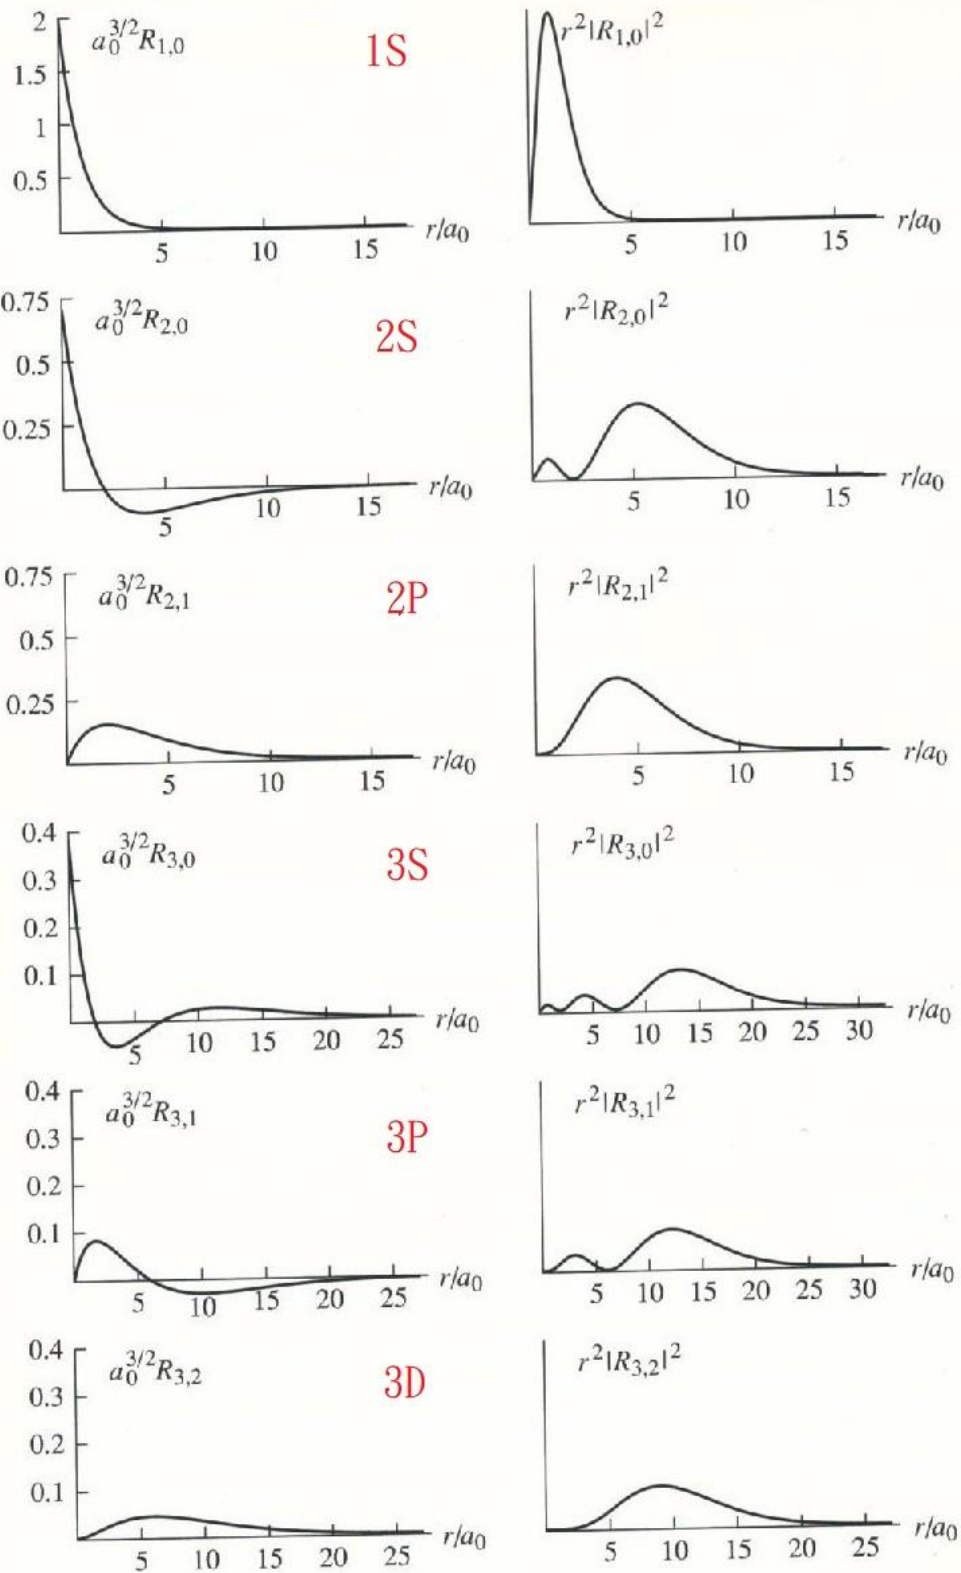 2
a₀^{3/2}R₁,₀
1S
1.5
1
0.5
5 10 15 r/a₀
r²|R₁,₀|²
5 10 15 r/a₀
0.75
a₀^{3/2}R₂,₀
2S
0.5
0.25
5 10 15 r/a₀
r²|R₂,₀|²
5 10 15 r/a₀
0.75
a₀^{3/2}R₂,₁
2P
0.5
0.25
5 10 15 r/a₀
r²|R₂,₁|²
5 10 15 r/a₀
0.4
a₀^{3/2}R₃,₀
3S
0.3
0.2
0.1
5 10 15 20 25 r/a₀
r²|R₃,₀|²
5 10 15 20 25 30 r/a₀
0.4
a₀^{3/2}R₃,₁
3P
0.3
0.2
0.1
5 10 15 20 25 r/a₀
r²|R₃,₁|²
5 10 15 20 25 30 r/a₀
0.4
a₀^{3/2}R₃,₂
3D
0.3
0.2
0.1
5 10 15 20 25 r/a₀
r²|R₃,₂|²
5 10 15 20 25 r/a₀